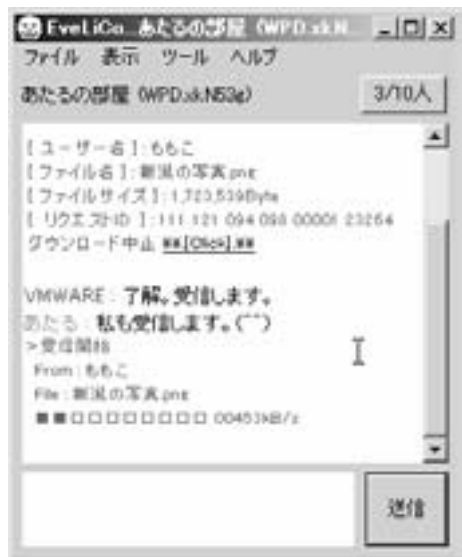 EveLiCo あたるの部屋 (WPD.xk.N
ファイル 表示 ツール ヘルプ
あたるの部屋 (WPD.xk.N53g)
3/10人
[ ユーザー名 ] : ももこ
[ ファイル名 ] : 新潟の写真.png
[ ファイルサイズ ] : 1,723,539Byte
[ リクエストID ] : 111 121 094 098 00001 23264
ダウンロード中止 ##.[Click].##
VMWARE : 了解。受信します。
あたる : 私も受信します。(^^)
>受信開始
From : ももこ
File : 新潟の写真.png
■■□□□□□□□□ 00453kB/s
送信